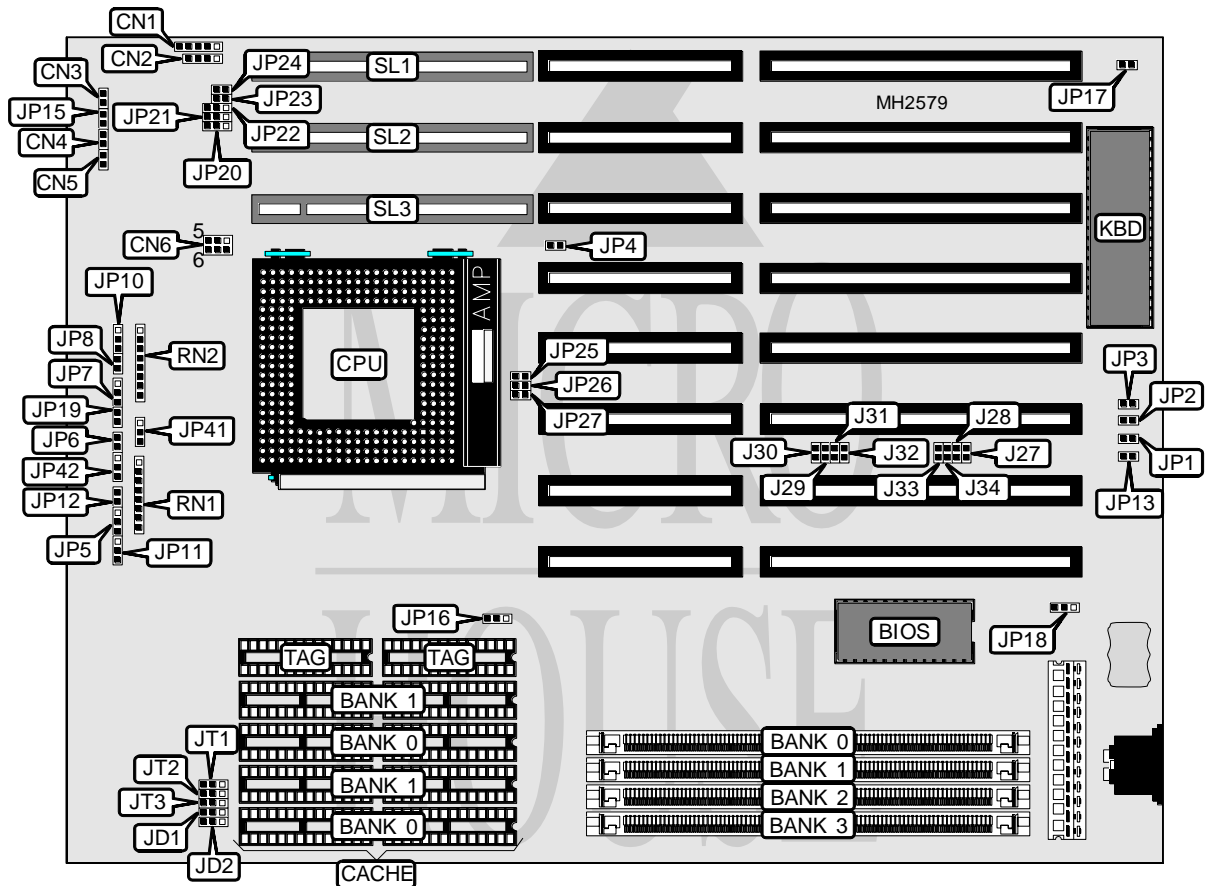 CN1
CN2
CN3
JP15
CN4
CN5
JP21
JP24
JP23
JP22
JP20
SL1
SL2
SL3
MH2579
JP17
KBD
5
CN6
6
JP4
AMP
CPU
JP10
JP8
RN2
JP7
JP19
JP41
JP6
JP42
JP12
RN1
JP5
JP11
JP25
JP26
JP27
J31
J30
J32
J29
J28
J27
J33
J34
JP3
JP2
JP1
JP13
MICRO
HOUSE
JP16
BIOS
JP18
TAG
TAG
BANK 1
BANK 0
BANK 1
BANK 0
CACHE
JT1
JT2
JT3
JD1
JD2
BANK 0
BANK 1
BANK 2
BANK 3